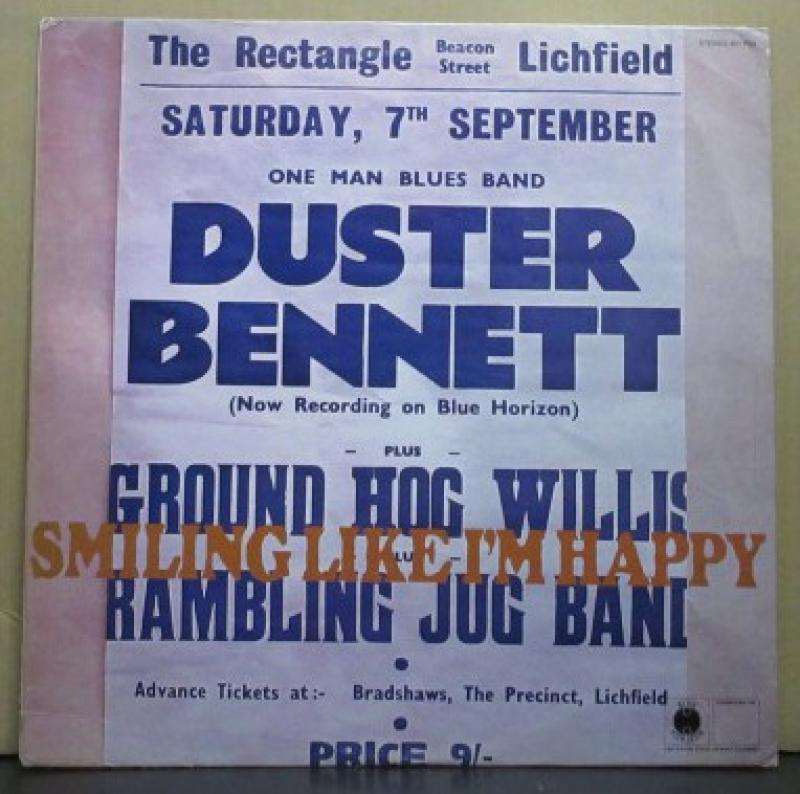 The Rectangle Beacon Street Lichfield
SATURDAY, 7TH SEPTEMBER
ONE MAN BLUES BAND
DUSTER
BENNETT
(Now Recording on Blue Horizon)
- PLUS -
GROUND HOG WILLIS
SMILING LIKE I'M HAPPY
RAMBLING JUG BAND
Advance Tickets at :- Bradshaws, The Precinct, Lichfield
PRICE 9/-